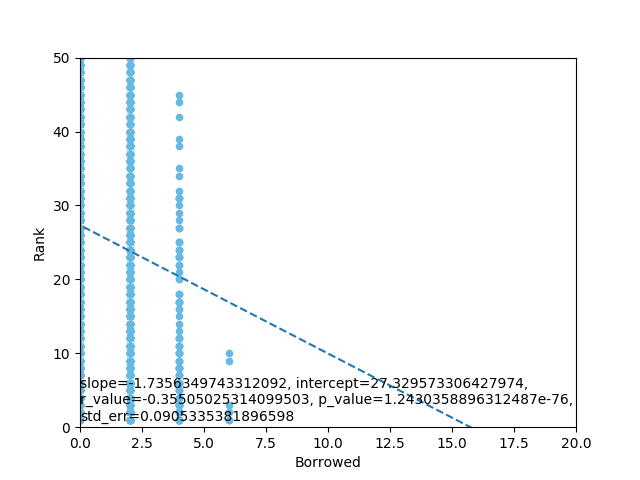 50
40
30
20
10
0
Rank
slope=-1.7356349743312092, intercept=27.329573306427974,
r_value=-0.35505025314099503, p_value=1.2430358896312487e-76,
std_err=0.0905335381896598
0.0 2.5 5.0 7.5 10.0 12.5 15.0 17.5 20.0
Borrowed